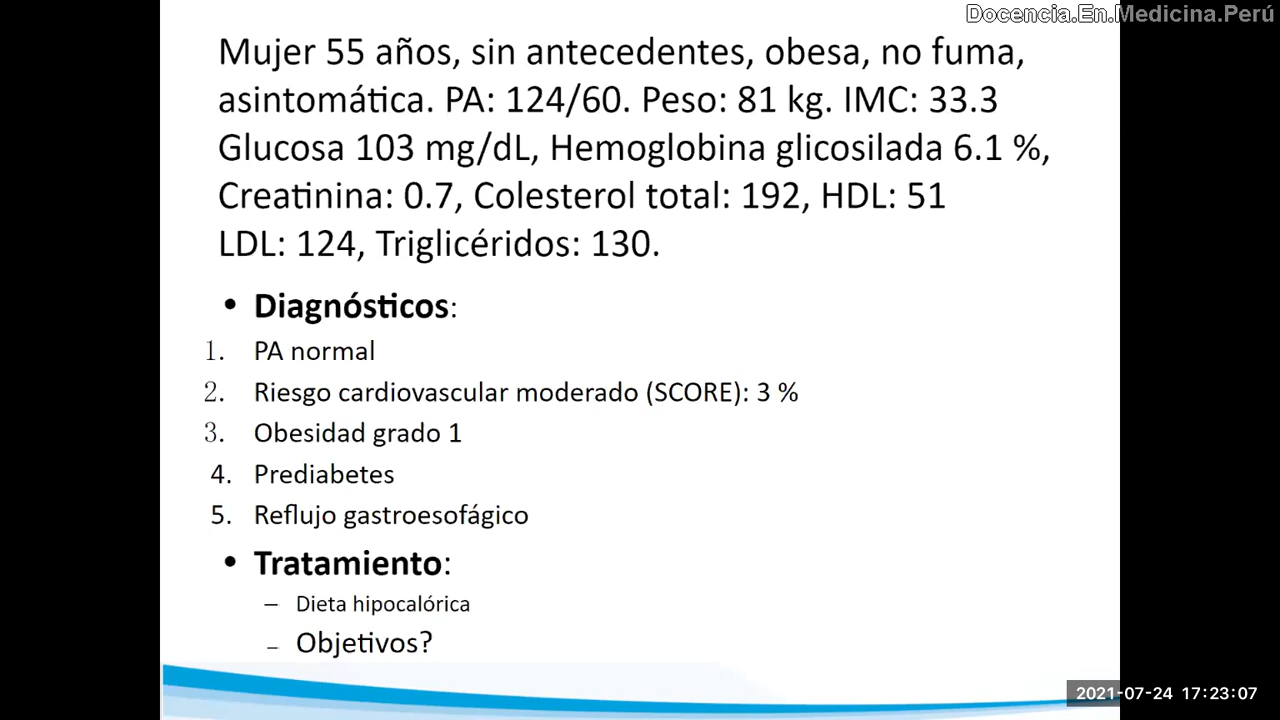 Docencia.En.Medicina.Perú
Mujer 55 años, sin antecedentes, obesa, no fuma,
asintomática. PA: 124/60. Peso: 81 kg. IMC: 33.3
Glucosa 103 mg/dL, Hemoglobina glicosilada 6.1 %,
Creatinina: 0.7, Colesterol total: 192, HDL: 51
LDL: 124, Triglicéridos: 130.
• Diagnósticos:
1. PA normal
2. Riesgo cardiovascular moderado (SCORE): 3 %
3. Obesidad grado 1
4. Prediabetes
5. Reflujo gastroesofágico
• Tratamiento:
– Dieta hipocalórica
– Objetivos?
2021-07-24 17:23:07